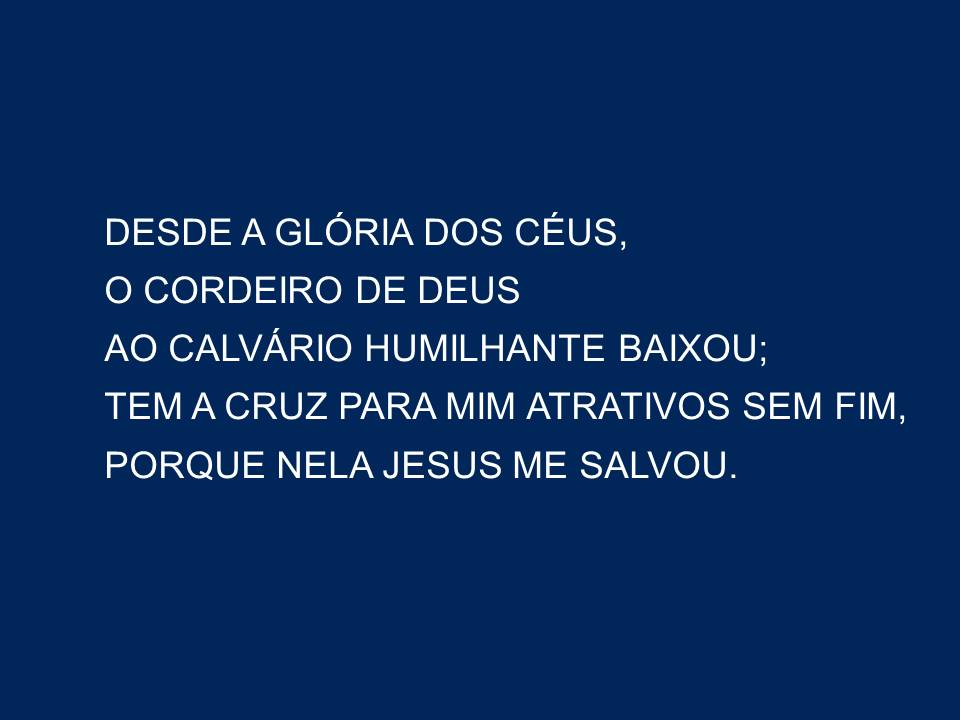 DESDE A GLÓRIA DOS CÉUS,
O CORDEIRO DE DEUS
AO CALVÁRIO HUMILHANTE BAIXOU;
TEM A CRUZ PARA MIM ATRATIVOS SEM FIM,
PORQUE NELA JESUS ME SALVOU.